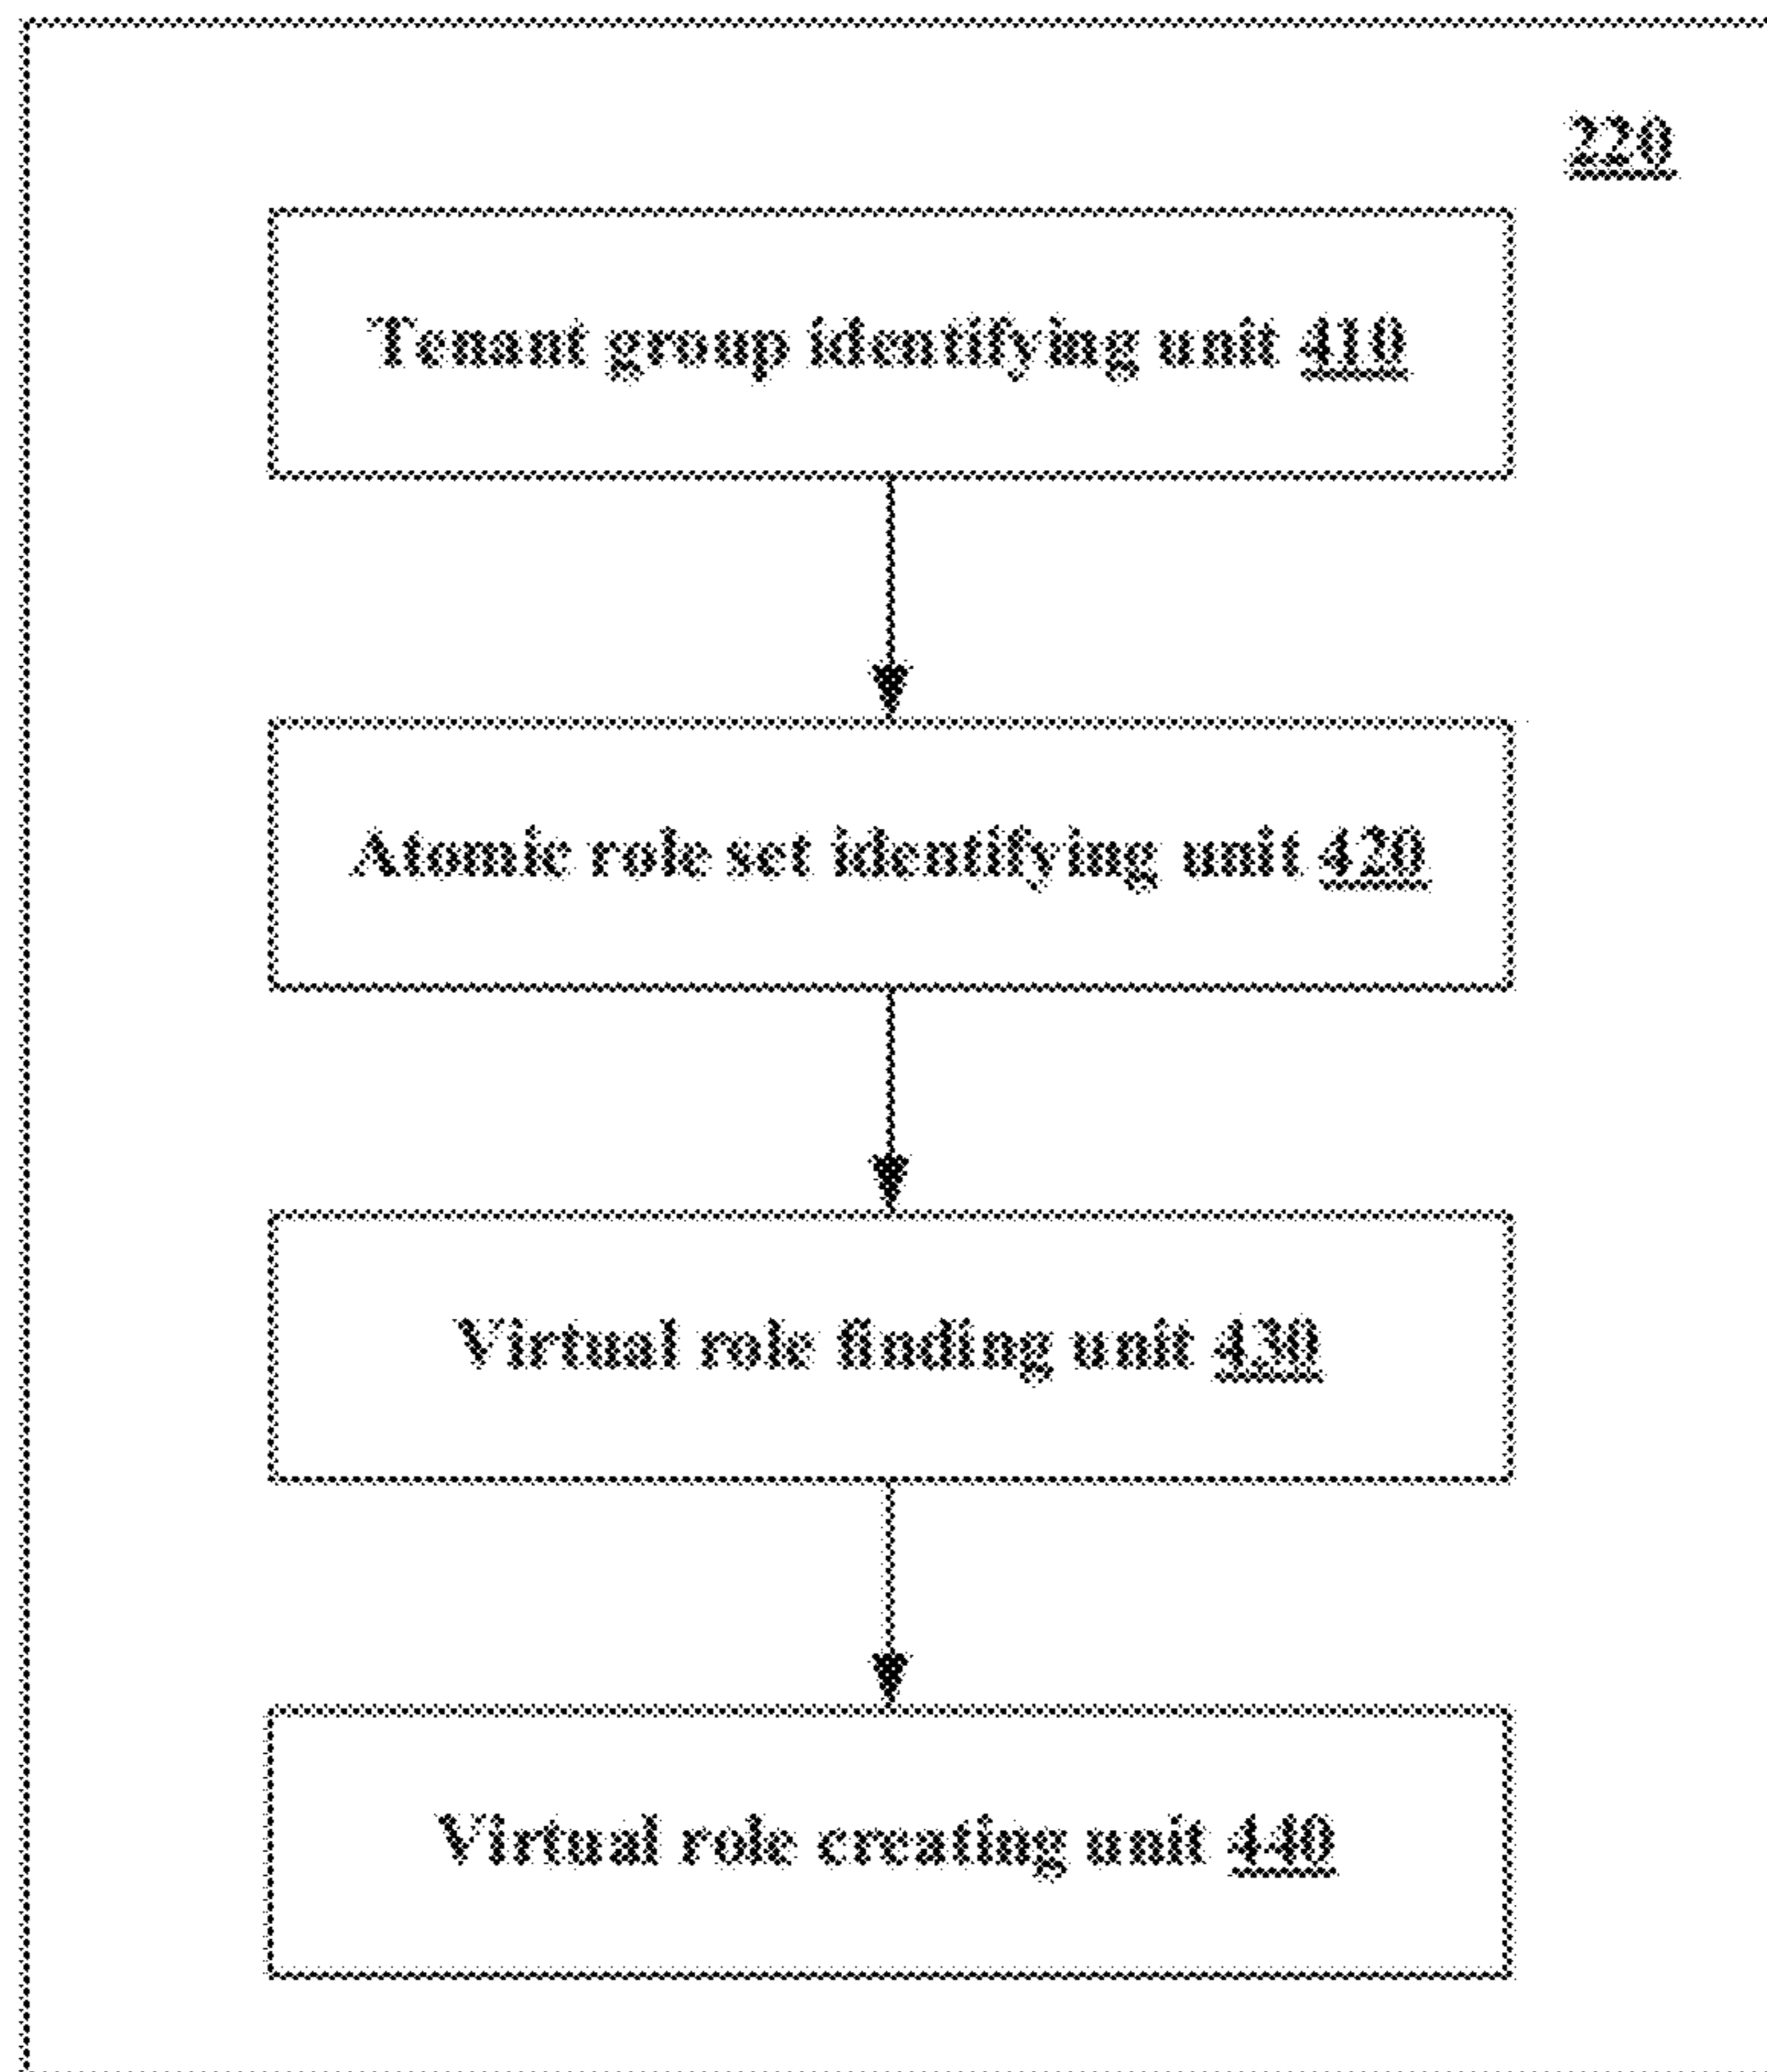 220
Tenant group identifying unit 410
Atomic role set identifying unit 420
Virtual role finding unit 430
Virtual role creating unit 440